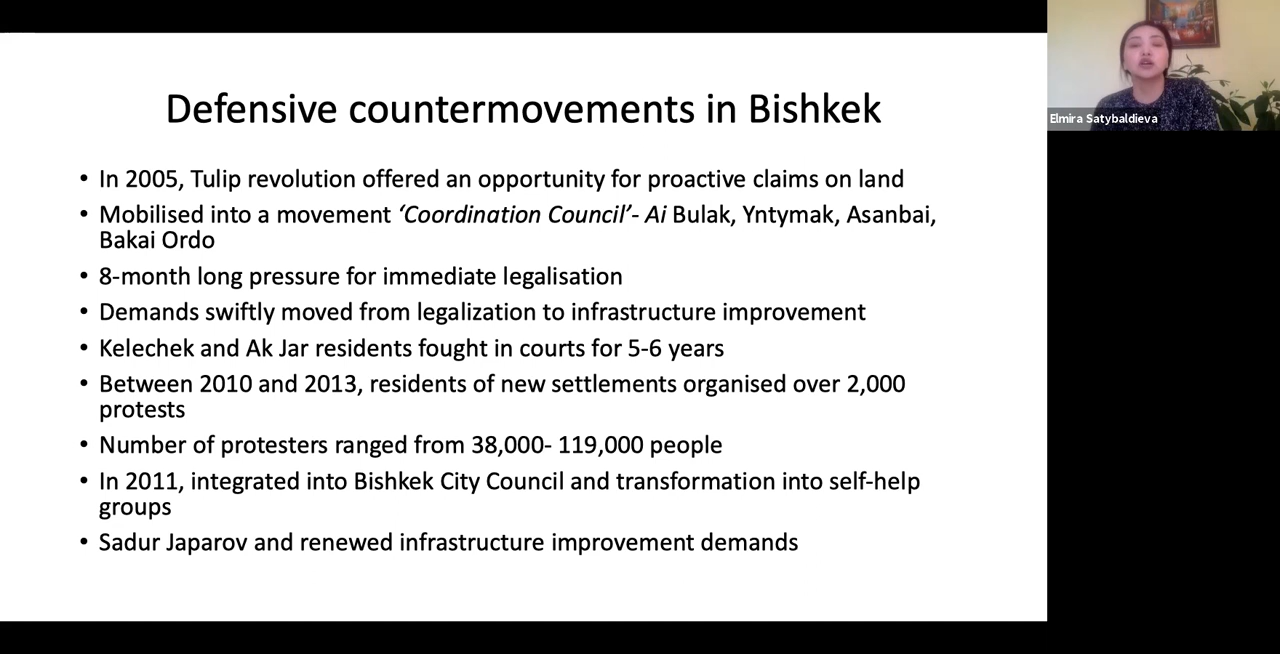 Defensive countermovements in Bishkek
• In 2005, Tulip revolution offered an opportunity for proactive claims on land
• Mobilised into a movement ‘Coordination Council’- Ai Bulak, Yntymak, Asanbai,
Bakai Ordo
• 8-month long pressure for immediate legalisation
• Demands swiftly moved from legalization to infrastructure improvement
• Kelechek and Ak Jar residents fought in courts for 5-6 years
• Between 2010 and 2013, residents of new settlements organised over 2,000
protests
• Number of protesters ranged from 38,000- 119,000 people
• In 2011, integrated into Bishkek City Council and transformation into self-help
groups
• Sadur Japarov and renewed infrastructure improvement demands
Elmira Satybaldieva